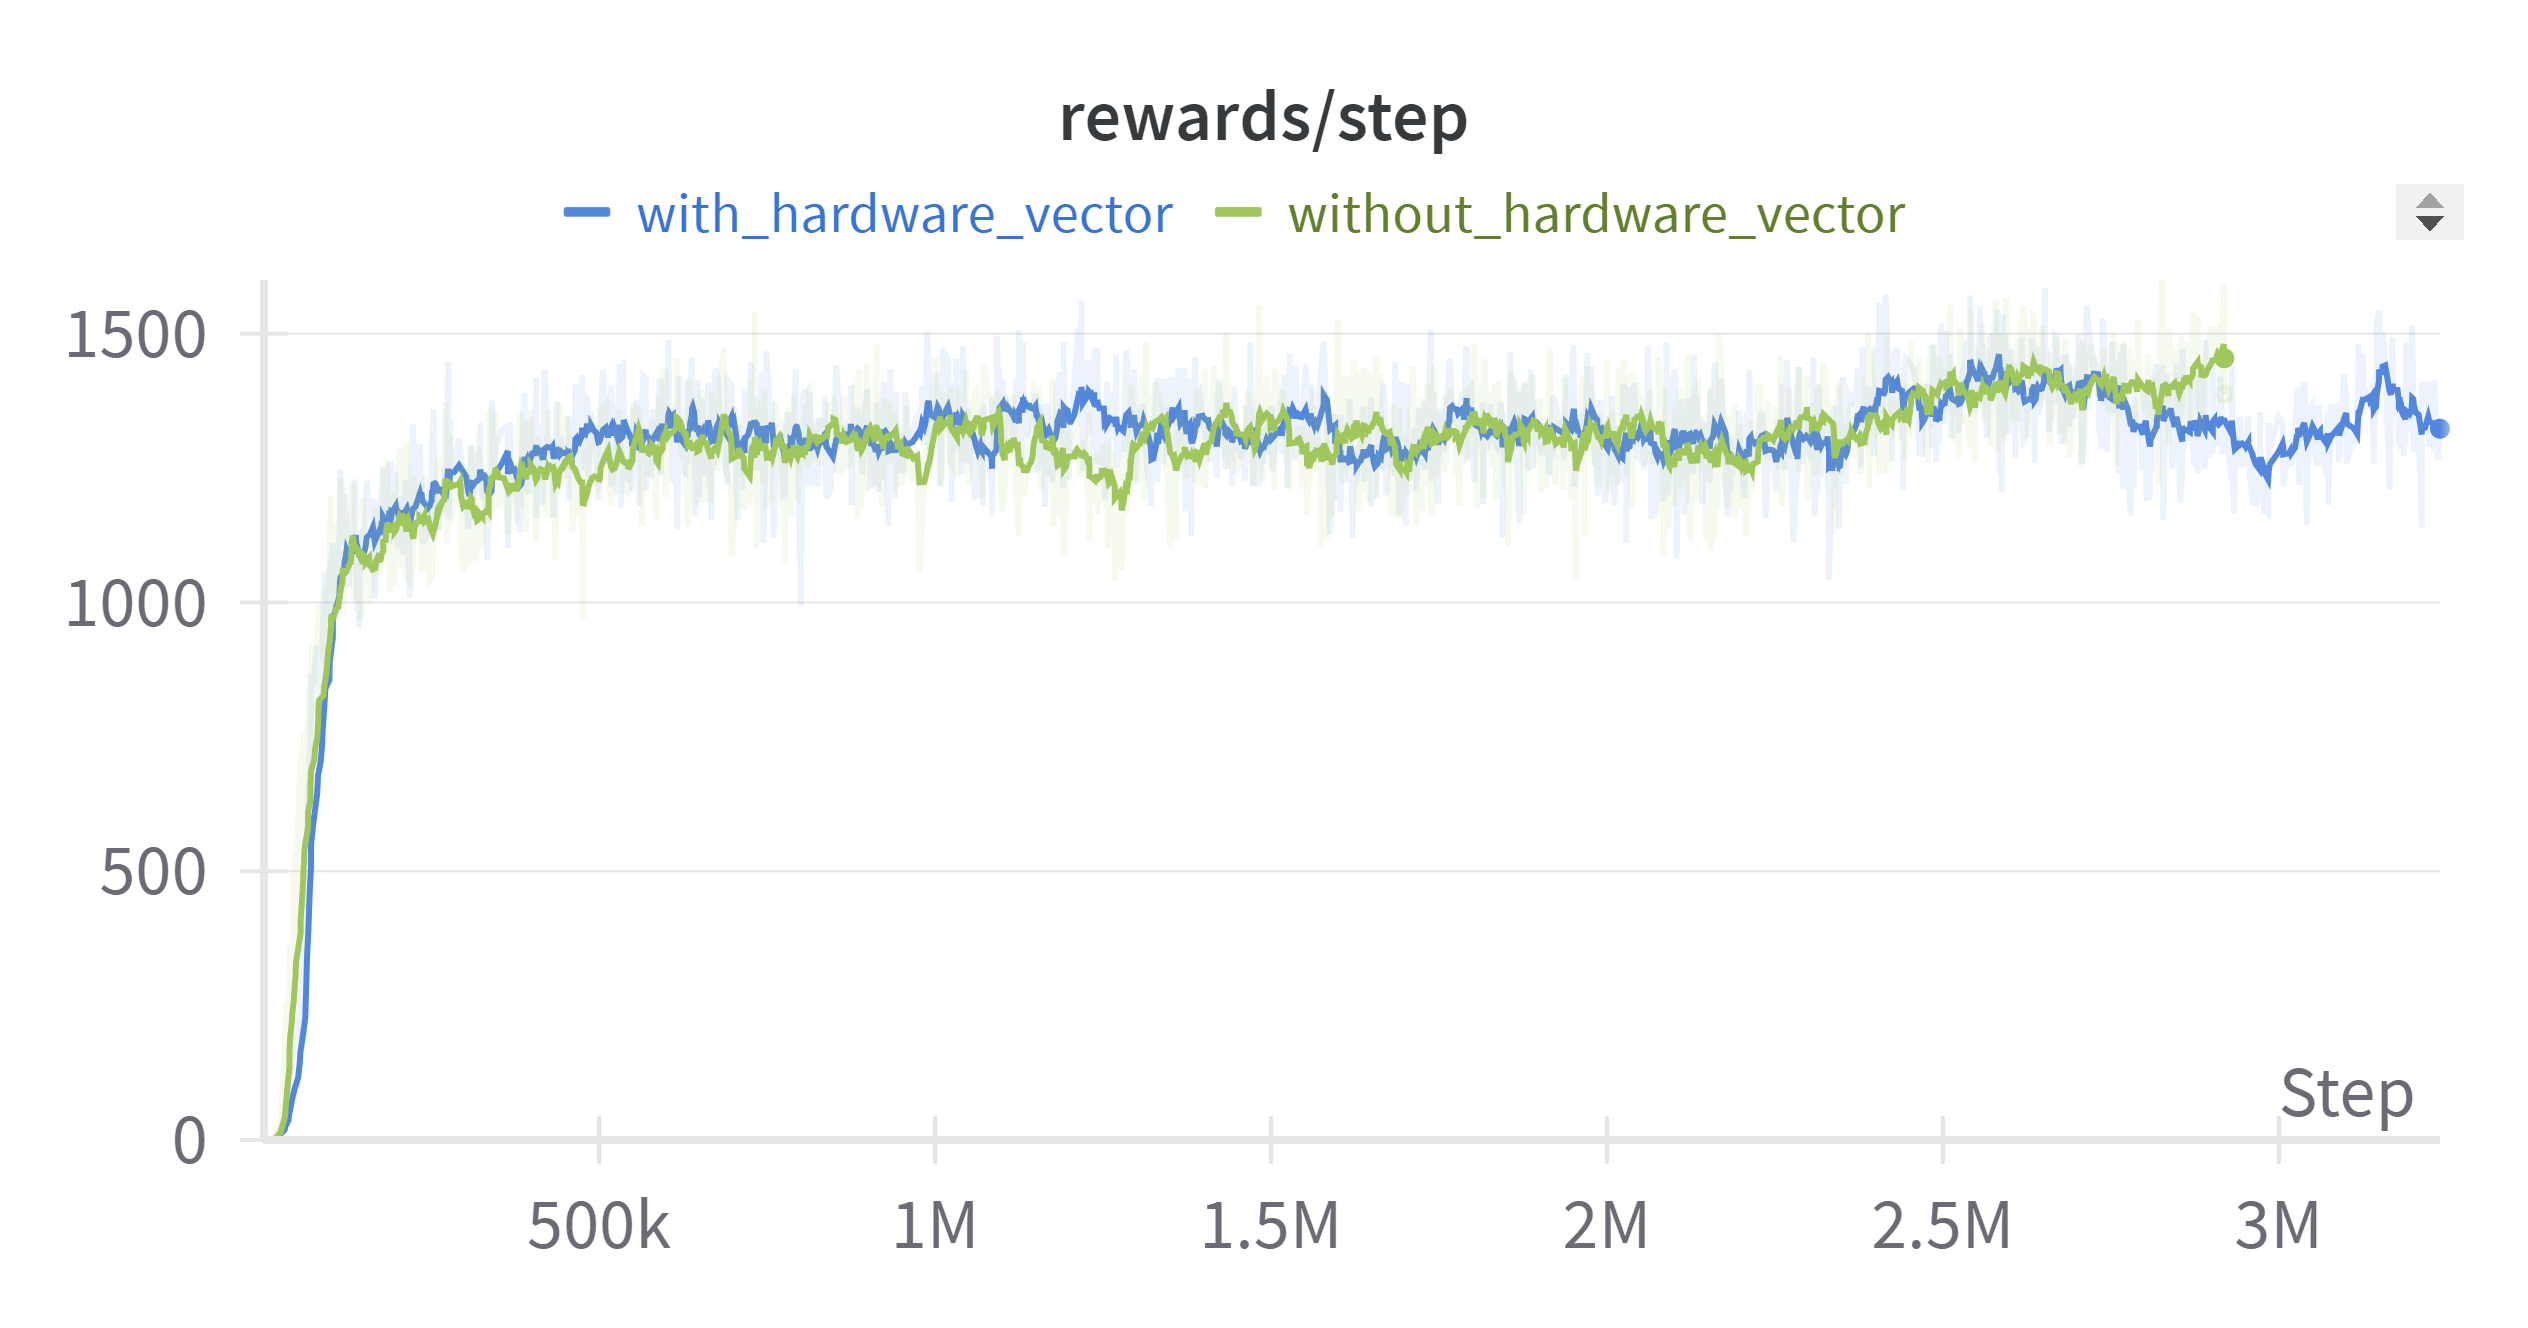 rewards/step
with_hardware_vector without_hardware_vector
1500
1000
500
0
Step
500k 1M 1.5M 2M 2.5M 3M